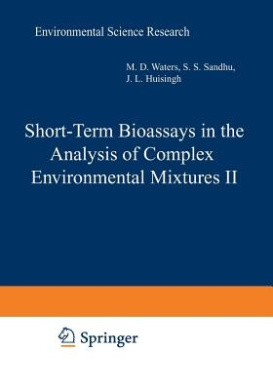 Environmental Science Research
M. D. Waters, S. S. Sandhu,
J. L. Huisingh
Short-Term Bioassays in the
Analysis of Complex
Environmental Mixtures II
Springer